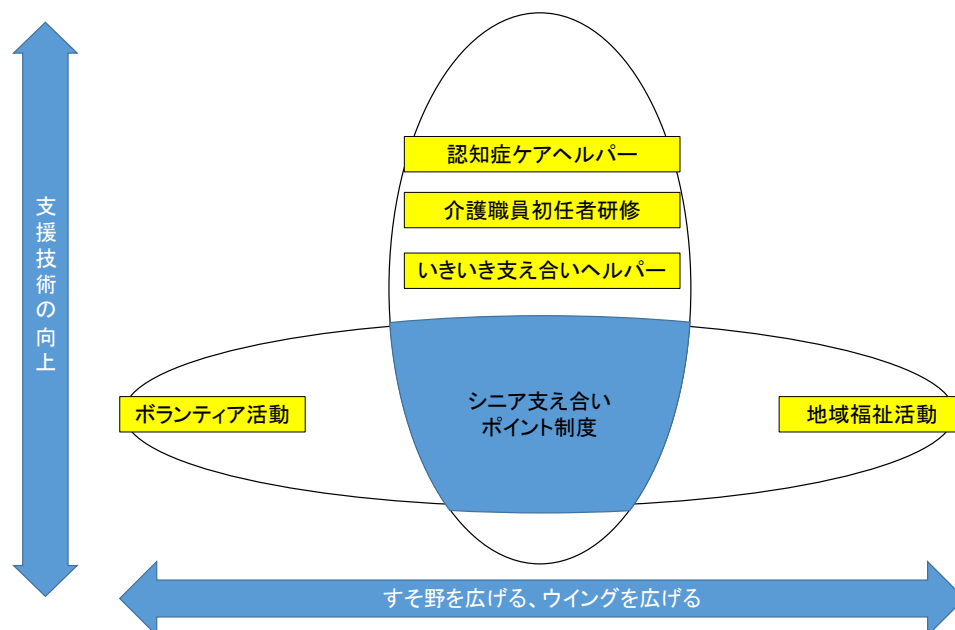 支援技術の向上
認知症ケアヘルパー
介護職員初任者研修
いきいき支え合いヘルパー
ボランティア活動
シニア支え合い
ポイント制度
地域福祉活動
すそ野を広げる、ウイングを広げる